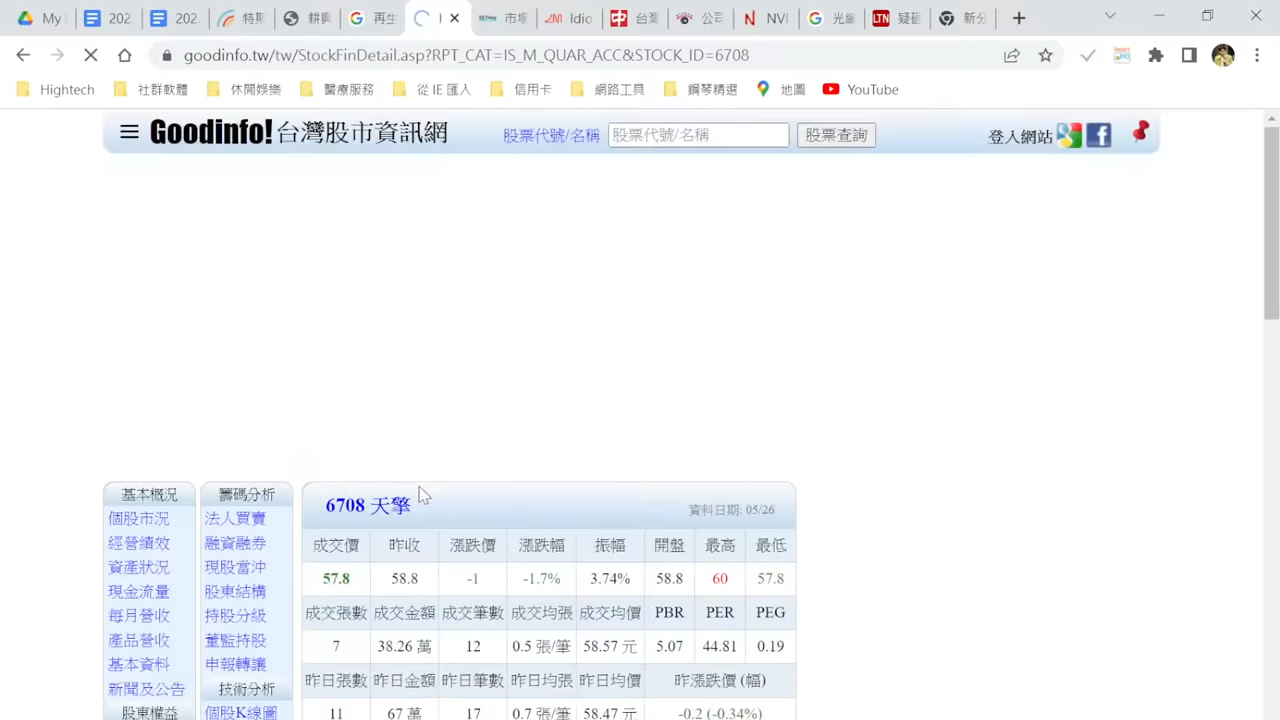 My
202
202
特斯
耕興
再生
市場
Idio
台灣
公司
NVI
光電
疑硏
新分
goodinfo.tw/tw/StockFinDetail.asp?RPT_CAT=IS_M_QUAR_ACC&STOCK_ID=6708
Hightech 社群軟體 休閒娛樂 醫療服務 從 IE 匯入 信用卡 網路工具 鋼琴精選 地圖 YouTube
Goodinfo! 台灣股市資訊網 股票代號/名稱 股票代號/名稱 股票查詢 登入網站
基本概況
個股市況
經營績效
資產狀況
現金流量
每月營收
產品營收
基本資料
新聞及公告
股東權益
籌碼分析
法人買賣
融資融券
現股當沖
股東結構
持股分級
董監持股
申報轉讓
技術分析
個股K線圖
6708 天擎 資料日期: 05/26
成交價 昨收 漲跌價 漲跌幅 振幅 開盤 最高 最低
57.8 58.8 -1 -1.7% 3.74% 58.8 60 57.8
成交張數 成交金額 成交筆數 成交均張 成交均價 PBR PER PEG
7 38.26 萬 12 0.5 張/筆 58.57 元 5.07 44.81 0.19
昨日張數 昨日金額 昨日筆數 昨日均張 昨日均價 昨漲跌價 (幅)
11 67 萬 17 0.7 張/筆 58.47 元 -0.2 (-0.34%)